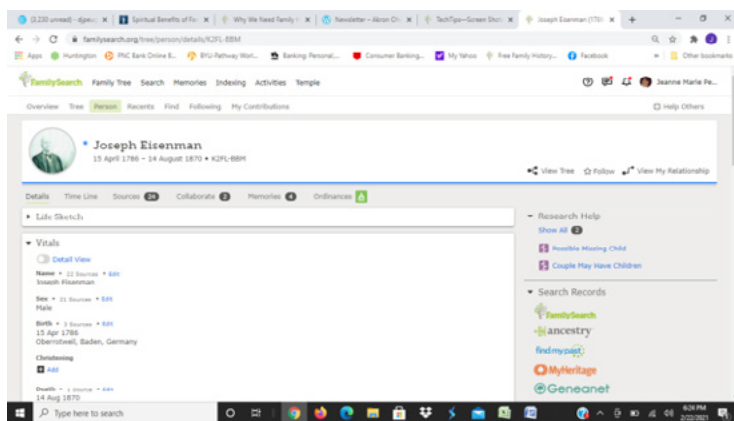 (3,230 unread) - dpeu
Spiritual Benefits of Fa
Why We Need Family H
Newsletter - Akron Oh
TechTips—Screen Shot
Joseph Eisenman (178
familysearch.org/tree/person/details/K2FL-BBM
Apps Huntington PNC Bank Online B... BYU-Pathway Worl... Banking Personal,... Consumer Banking... My Yahoo Free Family History... Facebook Other bookmarks
FamilySearch Family Tree Search Memories Indexing Activities Temple Jeanne Marie Pe...
Overview Tree Person Recents Find Following My Contributions Help Others
Joseph Eisenman
15 April 1786 – 14 August 1870 • K2FL-BBM
View Tree Follow View My Relationship
Details Time Line Sources 24 Collaborate 2 Memories 4 Ordinances
Life Sketch
Vitals
Detail View
Name • 22 Sources • Edit
Joseph Eisenman
Sex • 21 Sources • Edit
Male
Birth • 3 Sources • Edit
15 Apr 1786
Oberrotweil, Baden, Germany
Christening
Add
Death • 1 Source • Edit
14 Aug 1870
Research Help
Show All 2
Possible Missing Child
Couple May Have Children
Search Records
FamilySearch
ancestry
findmypast
MyHeritage
Geneanet
Type here to search
6:24 PM
2/22/2021